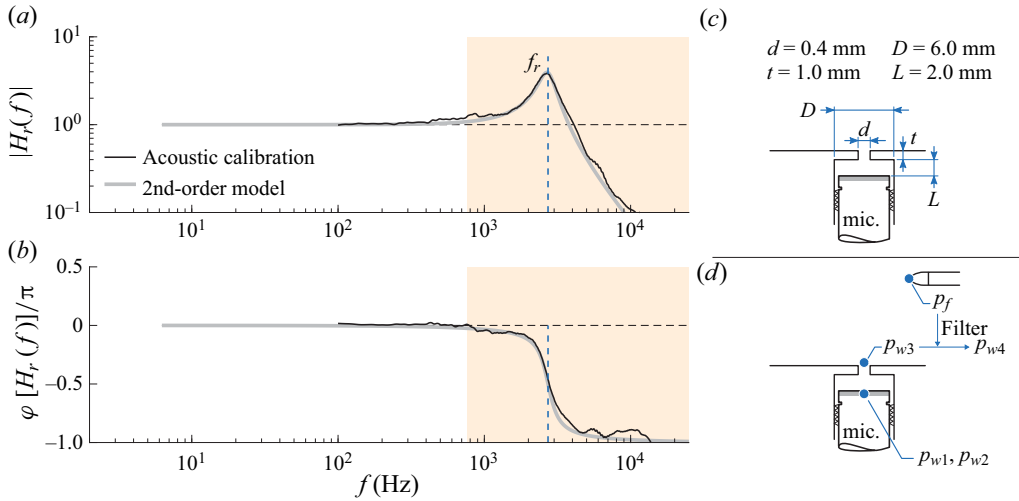 (a)
|H_r(f)|
10^1
10^0
10^−1
f_r
Acoustic calibration
2nd-order model
10^1 10^2 10^3 10^4
(b)
φ [H_r (f)]/π
0.5
0
−0.5
−1.0
10^1 10^2 10^3 10^4
f (Hz)
(c)
d = 0.4 mm D = 6.0 mm
t = 1.0 mm L = 2.0 mm
D
d
t
L
mic.
(d)
p_f
Filter
p_w3 p_w4
mic.
p_w1, p_w2